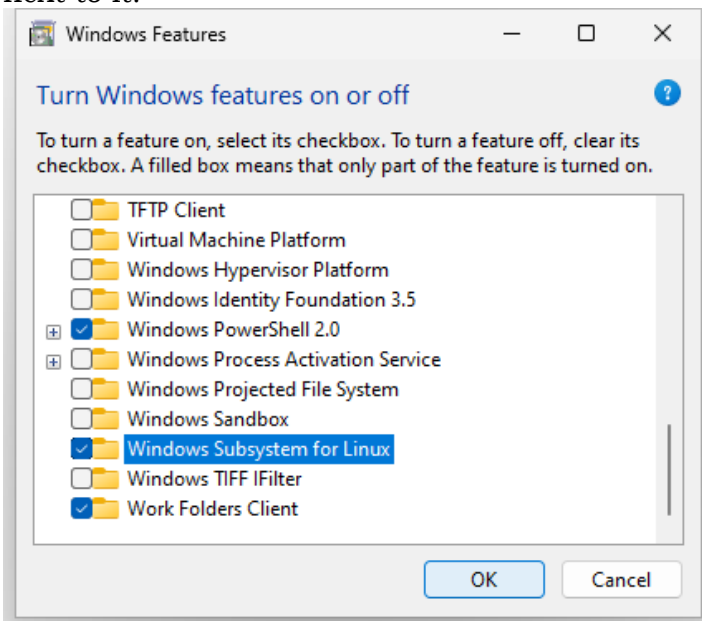 next to it.
Windows Features
Turn Windows features on or off
To turn a feature on, select its checkbox. To turn a feature off, clear its
checkbox. A filled box means that only part of the feature is turned on.
TFTP Client
Virtual Machine Platform
Windows Hypervisor Platform
Windows Identity Foundation 3.5
Windows PowerShell 2.0
Windows Process Activation Service
Windows Projected File System
Windows Sandbox
Windows Subsystem for Linux
Windows TIFF IFilter
Work Folders Client
OK Cancel